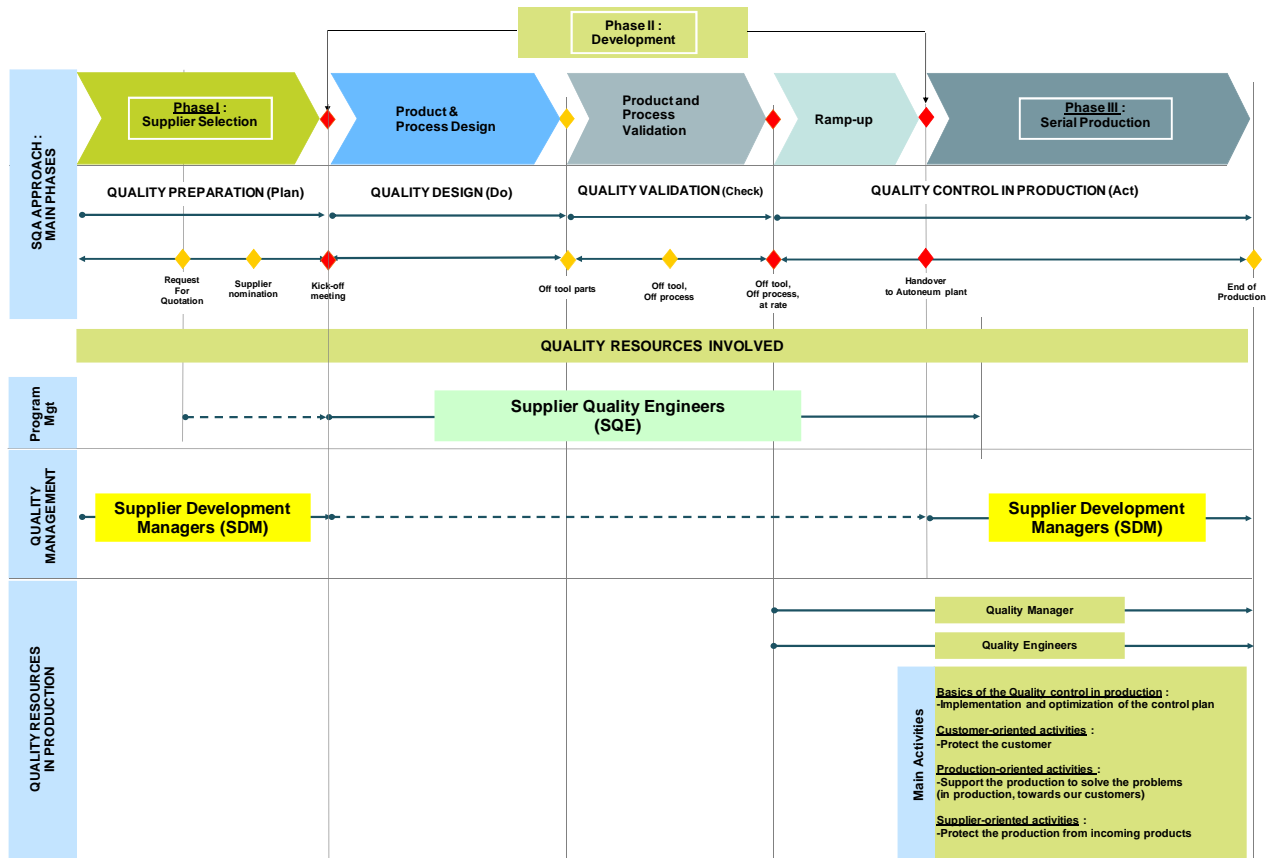 Phase II :
Development
SQA APPROACH :
MAIN PHASES
Phase I :
Supplier Selection
Product &
Process Design
Product and
Process
Validation
Ramp-up
Phase III :
Serial Production
QUALITY PREPARATION (Plan)
QUALITY DESIGN (Do)
QUALITY VALIDATION (Check)
QUALITY CONTROL IN PRODUCTION (Act)
Request
For
Quotation
Supplier
nomination
Kick-off
meeting
Off tool parts
Off tool,
Off process
Off tool,
Off process,
at rate
Handover
to Autoneum plant
End of
Production
QUALITY RESOURCES INVOLVED
Program
Mgt
Supplier Quality Engineers
(SQE)
QUALITY
MANAGEMENT
Supplier Development
Managers (SDM)
Supplier Development
Managers (SDM)
QUALITY RESOURCES
IN PRODUCTION
Quality Manager
Quality Engineers
Main Activities
Basics of the Quality control in production :
-Implementation and optimization of the control plan
Customer-oriented activities :
-Protect the customer
Production-oriented activities :
-Support the production to solve the problems
(in production, towards our customers)
Supplier-oriented activities :
-Protect the production from incoming products